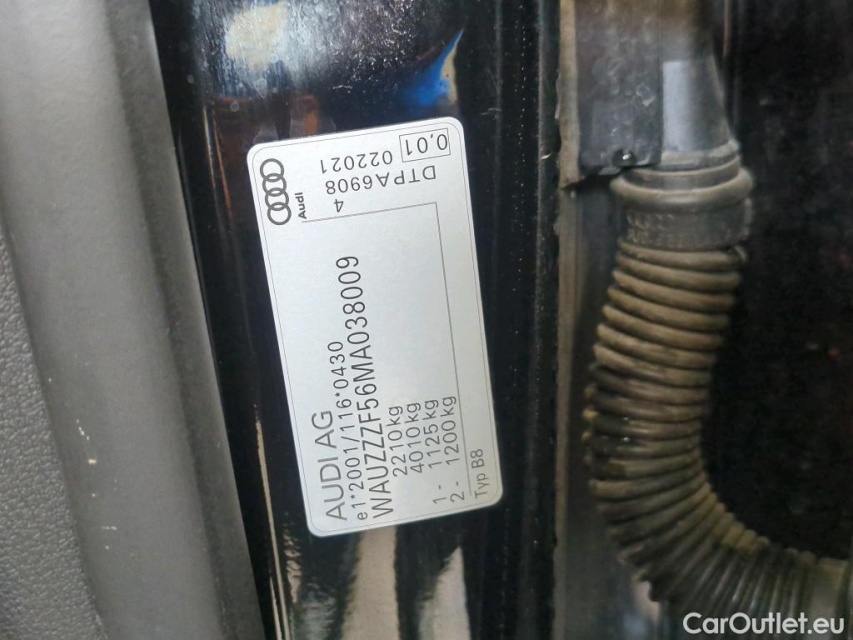 AUDI AG
e1*2001/116*0430
WAUZZZF56MA038009
2210kg
4010kg
1- 1125kg
2- 1200kg
Typ B8
Audi
4
DTPA6908
022021
0.01
CarOutlet.eu